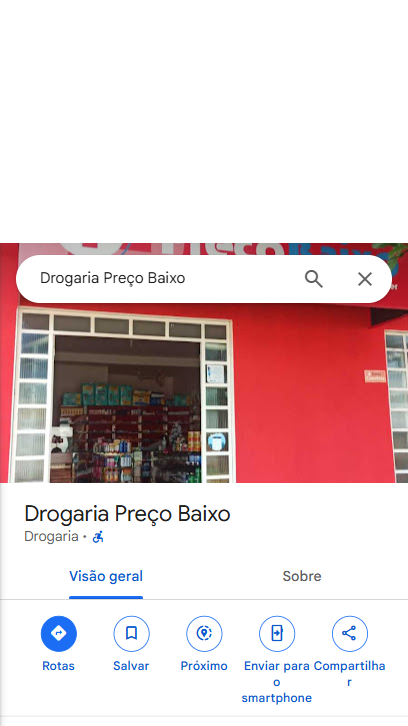 Drogaria Preço Baixo
Drogaria Preço Baixo
Drogaria •
Visão geral
Sobre
Rotas
Salvar
Próximo
Enviar para o smartphone
Compartilhar